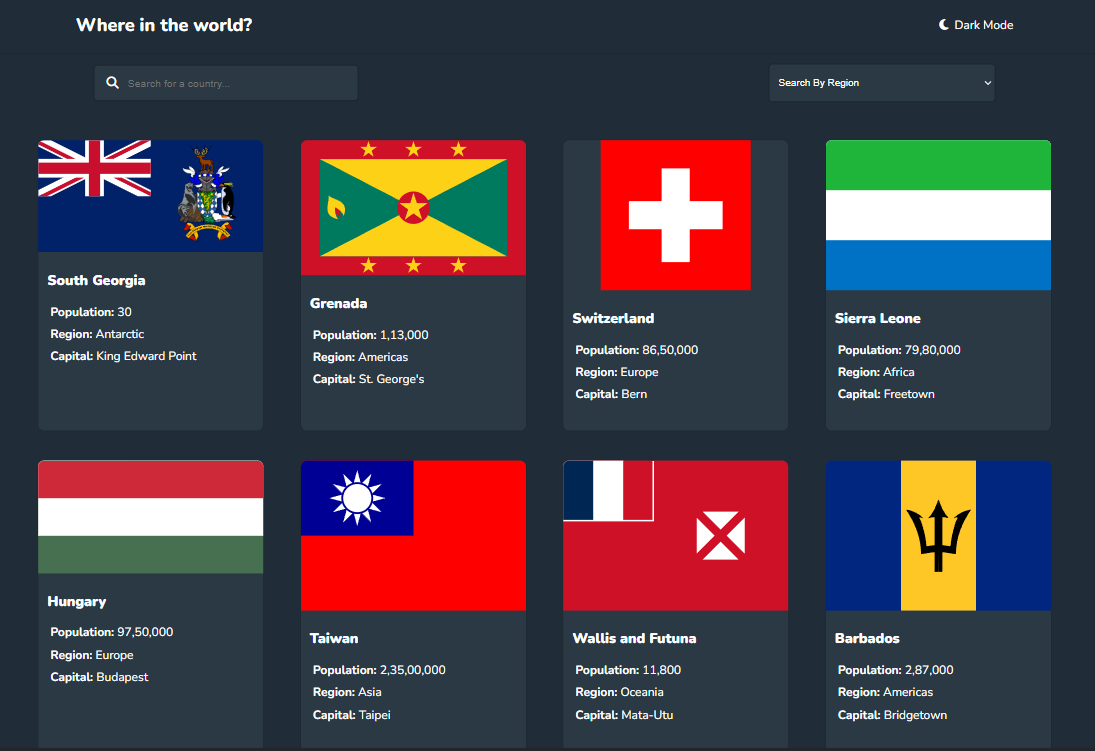 Where in the world?
Dark Mode
Search for a country...
Search By Region
South Georgia
Population: 30
Region: Antarctic
Capital: King Edward Point
Grenada
Population: 1,13,000
Region: Americas
Capital: St. George's
Switzerland
Population: 86,50,000
Region: Europe
Capital: Bern
Sierra Leone
Population: 79,80,000
Region: Africa
Capital: Freetown
Hungary
Population: 97,50,000
Region: Europe
Capital: Budapest
Taiwan
Population: 2,35,00,000
Region: Asia
Capital: Taipei
Wallis and Futuna
Population: 11,800
Region: Oceania
Capital: Mata-Utu
Barbados
Population: 2,87,000
Region: Americas
Capital: Bridgetown